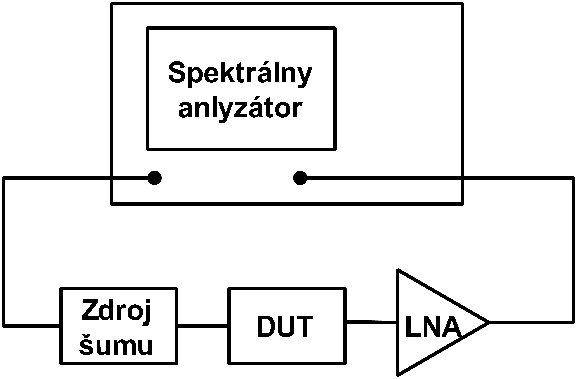 Spektrálny
anlyzátor
Zdroj
šumu
DUT
LNA